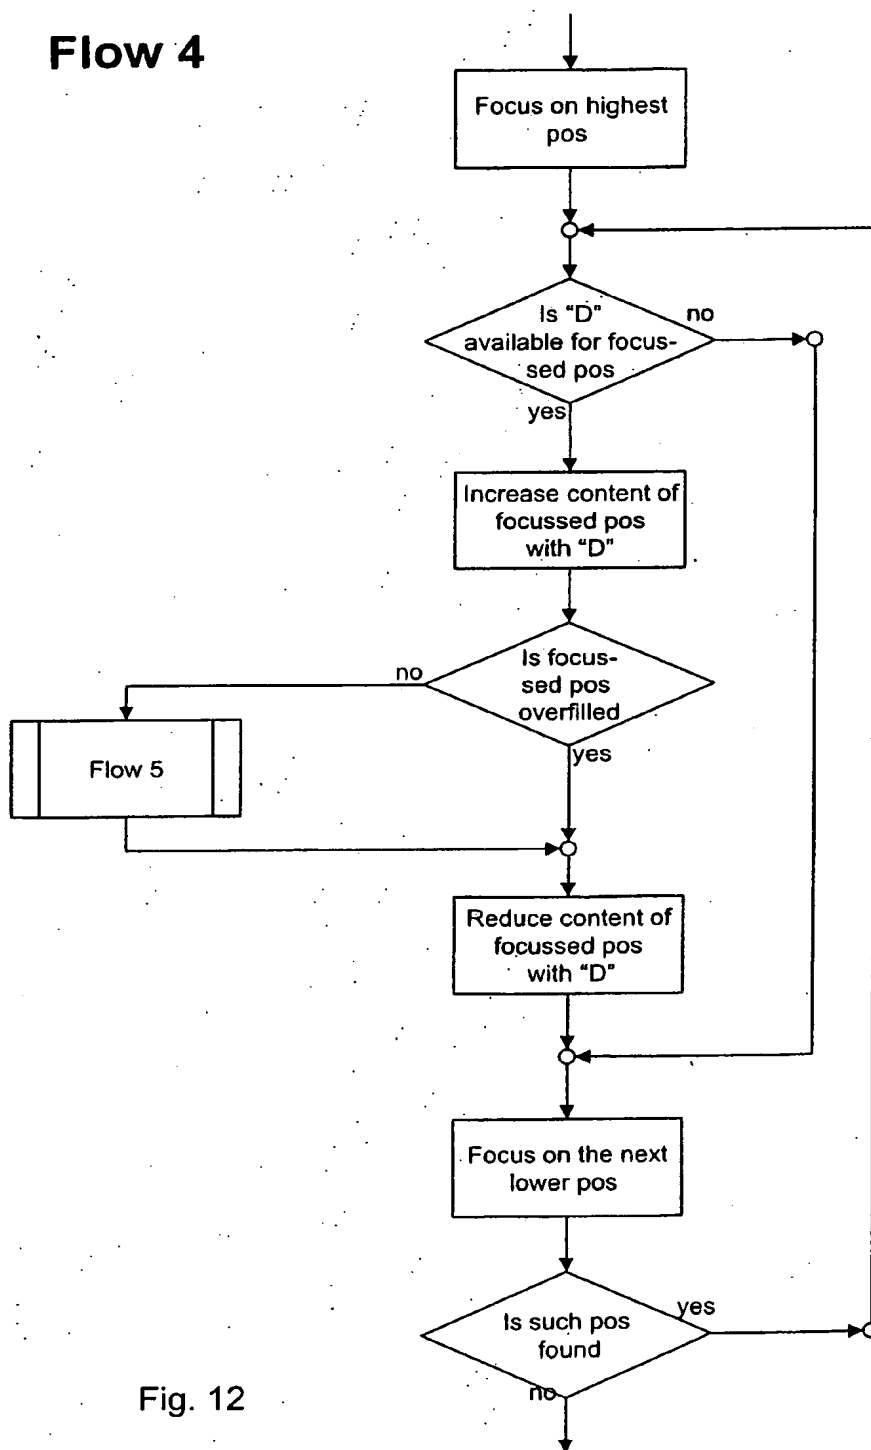 Flow 4
Focus on highest
pos
Is "D"
available for focus-
sed pos
no
yes
Increase content of
focussed pos
with "D"
Is focus-
sed pos
overfilled
no
yes
Flow 5
Reduce content of
focussed pos
with "D"
Focus on the next
lower pos
Is such pos
found
yes
no
Fig. 12